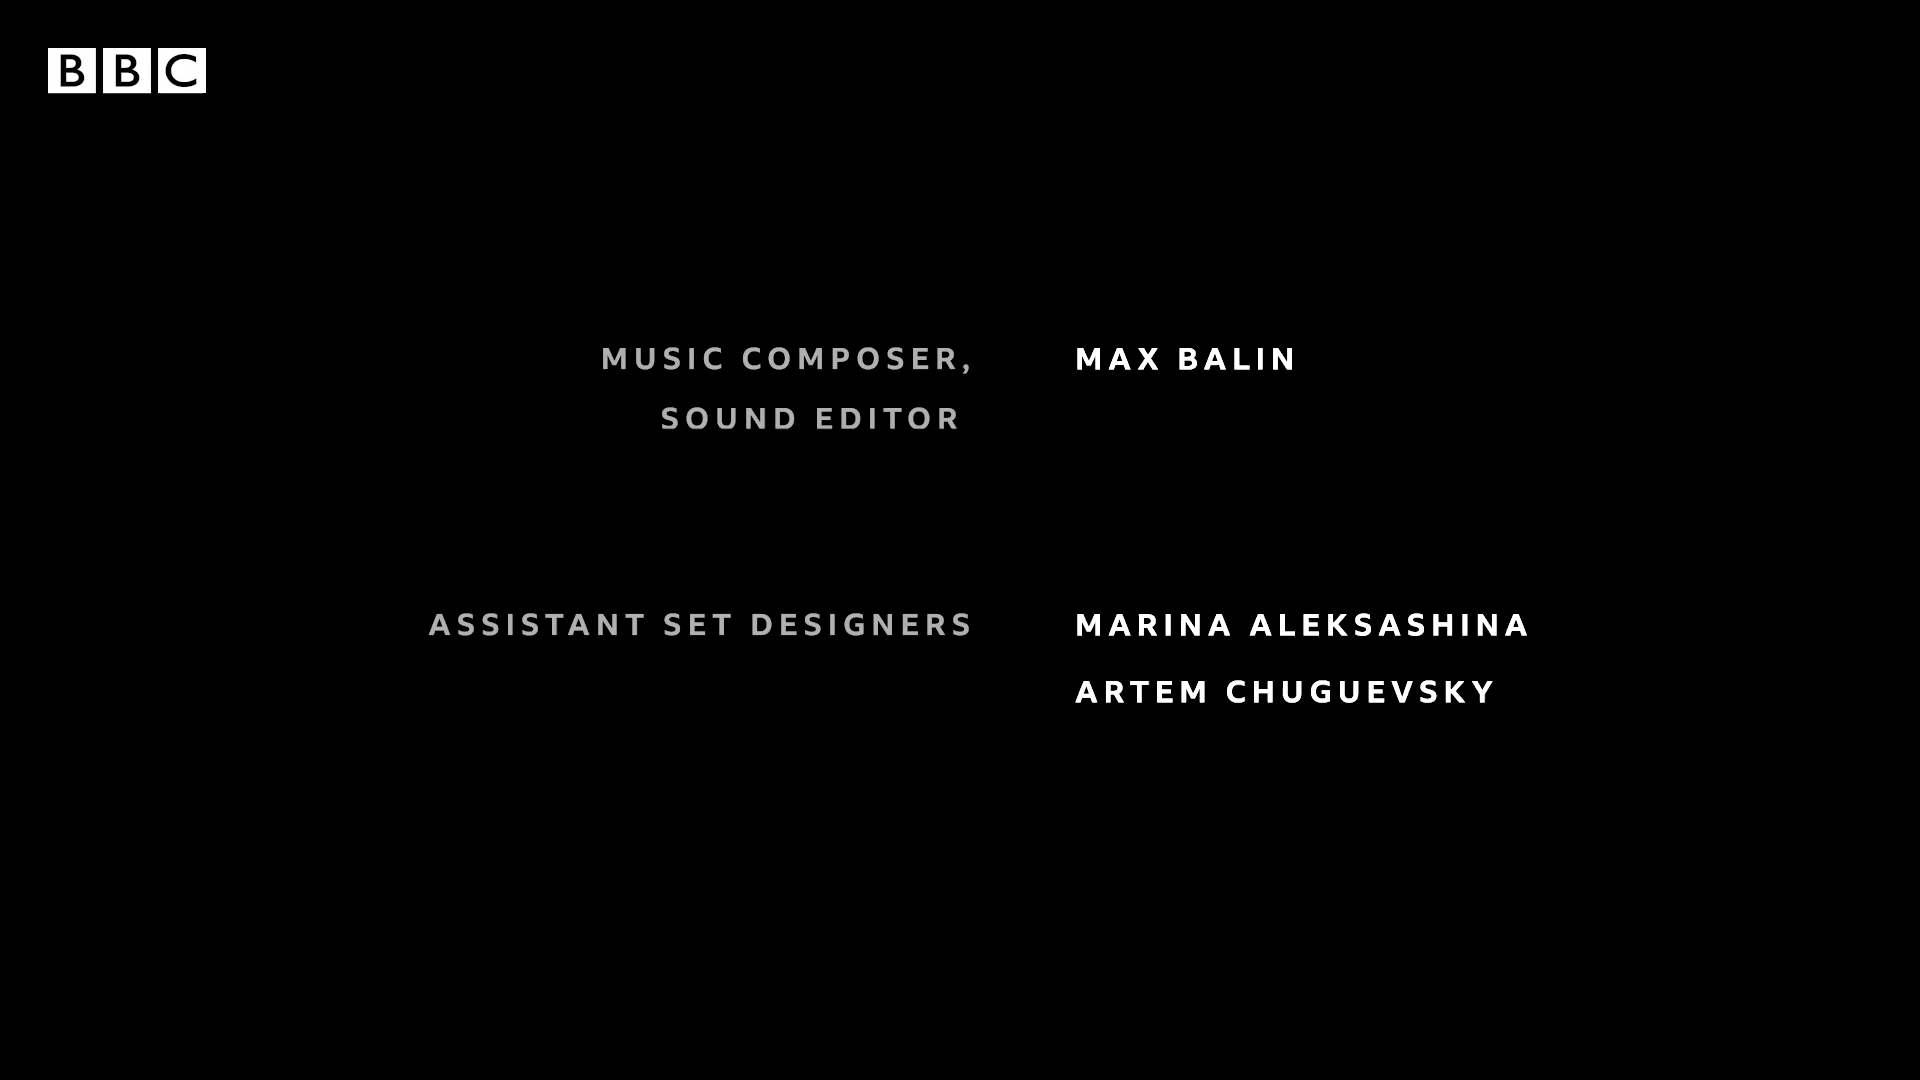 BBC
MUSIC COMPOSER, MAX BALIN
SOUND EDITOR
ASSISTANT SET DESIGNERS MARINA ALEKSASHINA
ARTEM CHUGUEVSKY